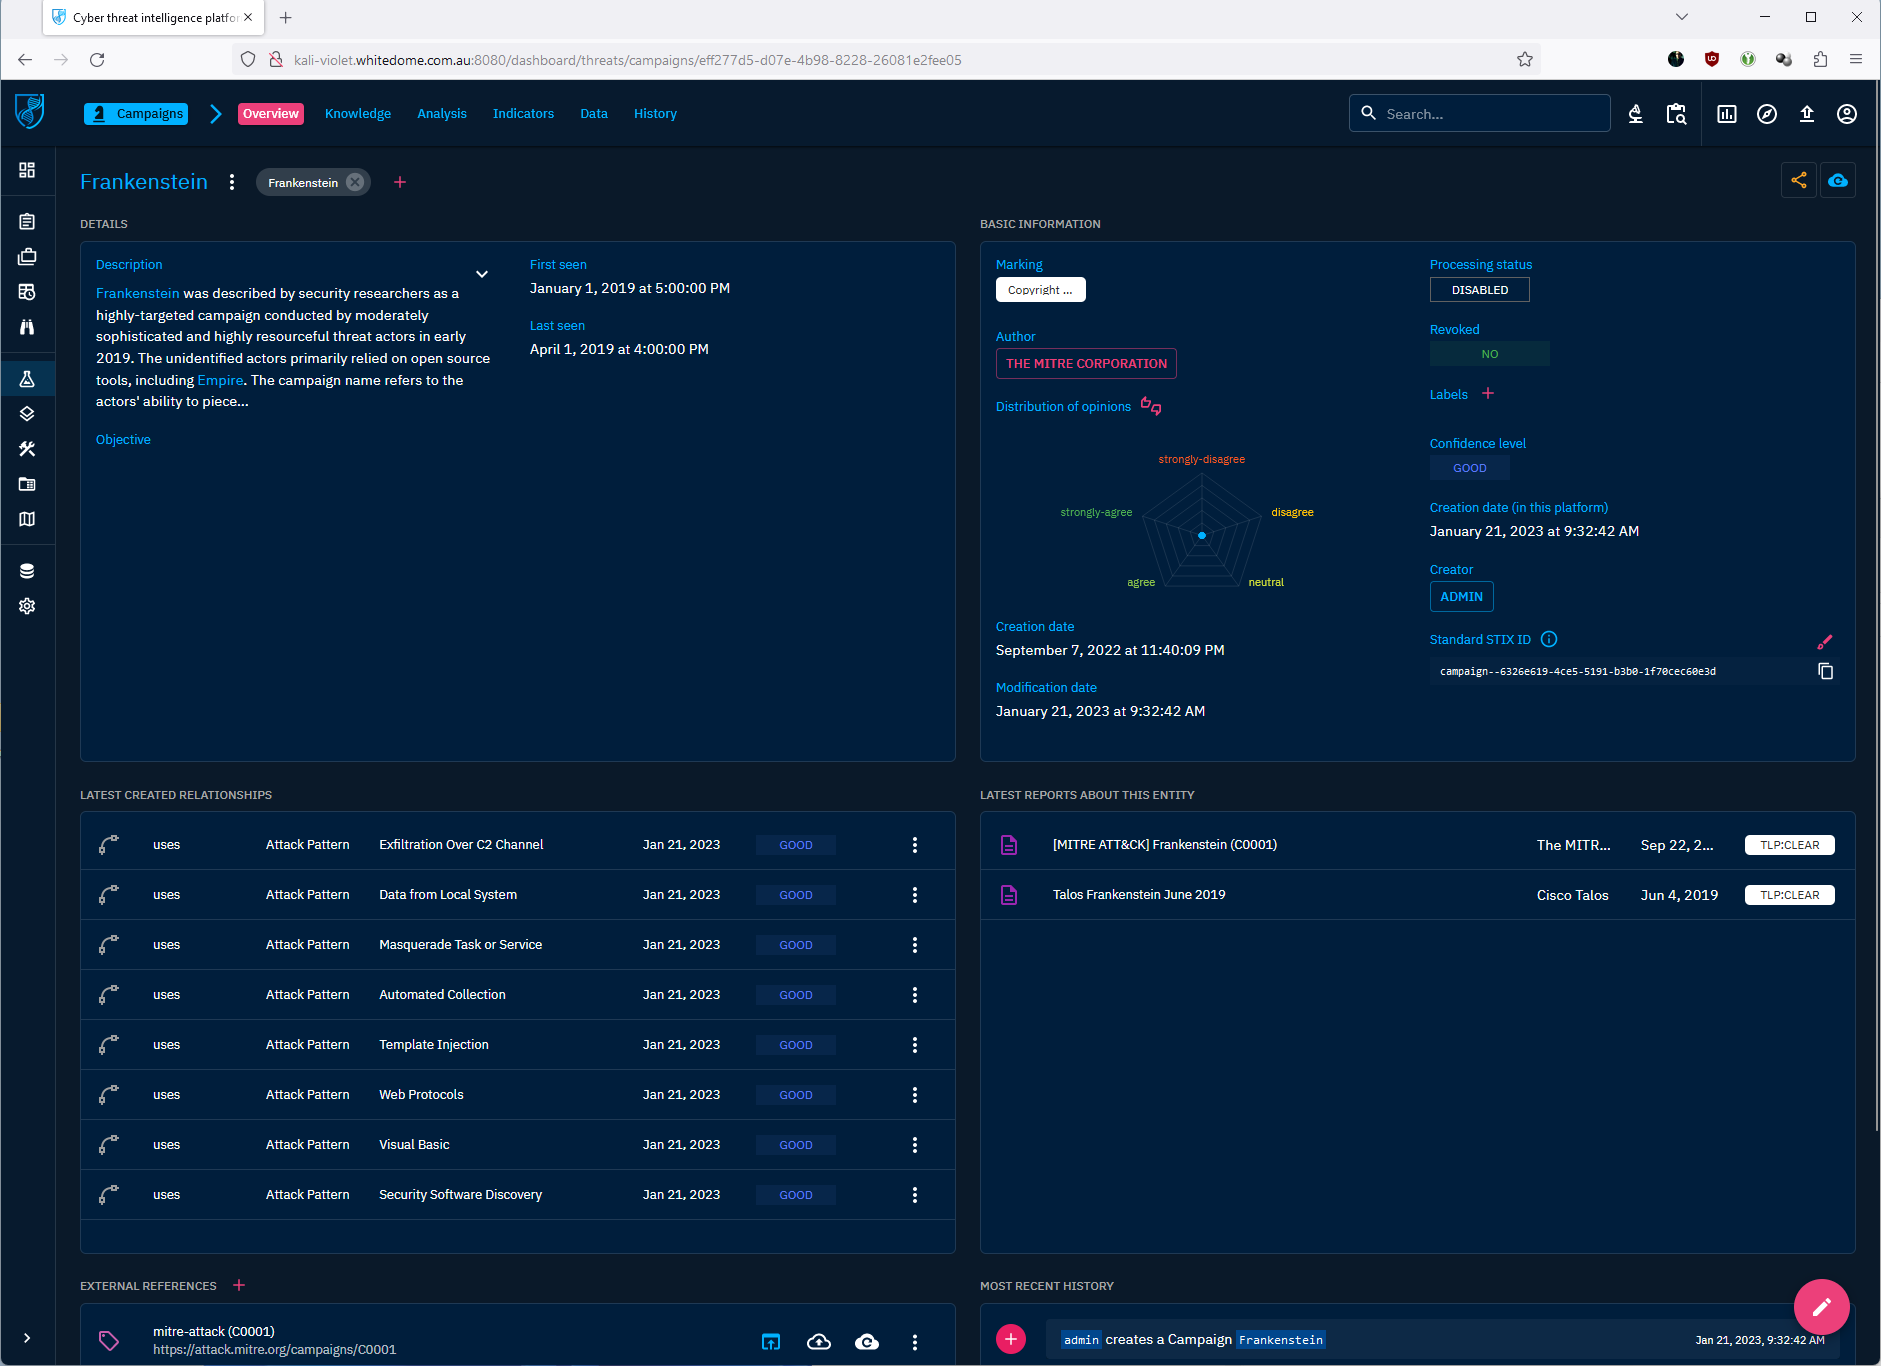 Cyber threat intelligence platfor
kali-violet.whitedome.com.au:8080/dashboard/threats/campaigns/eff277d5-d07e-4b98-8228-26081e2fee05
Campaigns Overview Knowledge Analysis Indicators Data History Search...
Frankenstein Frankenstein
DETAILS
Description
Frankenstein was described by security researchers as a
highly-targeted campaign conducted by moderately
sophisticated and highly resourceful threat actors in early
2019. The unidentified actors primarily relied on open source
tools, including Empire. The campaign name refers to the
actors' ability to piece...
Objective
First seen
January 1, 2019 at 5:00:00 PM
Last seen
April 1, 2019 at 4:00:00 PM
BASIC INFORMATION
Marking
Copyright ...
Author
THE MITRE CORPORATION
Distribution of opinions
strongly-disagree
strongly-agree
disagree
agree
neutral
Creation date
September 7, 2022 at 11:40:09 PM
Modification date
January 21, 2023 at 9:32:42 AM
Processing status
DISABLED
Revoked
NO
Labels
Confidence level
GOOD
Creation date (in this platform)
January 21, 2023 at 9:32:42 AM
Creator
ADMIN
Standard STIX ID
campaign--6326e619-4ce5-5191-b3b0-1f70cec60e3d
LATEST CREATED RELATIONSHIPS
uses Attack Pattern Exfiltration Over C2 Channel Jan 21, 2023 GOOD
uses Attack Pattern Data from Local System Jan 21, 2023 GOOD
uses Attack Pattern Masquerade Task or Service Jan 21, 2023 GOOD
uses Attack Pattern Automated Collection Jan 21, 2023 GOOD
uses Attack Pattern Template Injection Jan 21, 2023 GOOD
uses Attack Pattern Web Protocols Jan 21, 2023 GOOD
uses Attack Pattern Visual Basic Jan 21, 2023 GOOD
uses Attack Pattern Security Software Discovery Jan 21, 2023 GOOD
LATEST REPORTS ABOUT THIS ENTITY
[MITRE ATT&CK] Frankenstein (C0001) The MITR... Sep 22, 2... TLP:CLEAR
Talos Frankenstein June 2019 Cisco Talos Jun 4, 2019 TLP:CLEAR
EXTERNAL REFERENCES
mitre-attack (C0001)
https://attack.mitre.org/campaigns/C0001
MOST RECENT HISTORY
admin creates a Campaign Frankenstein Jan 21, 2023, 9:32:42 AM